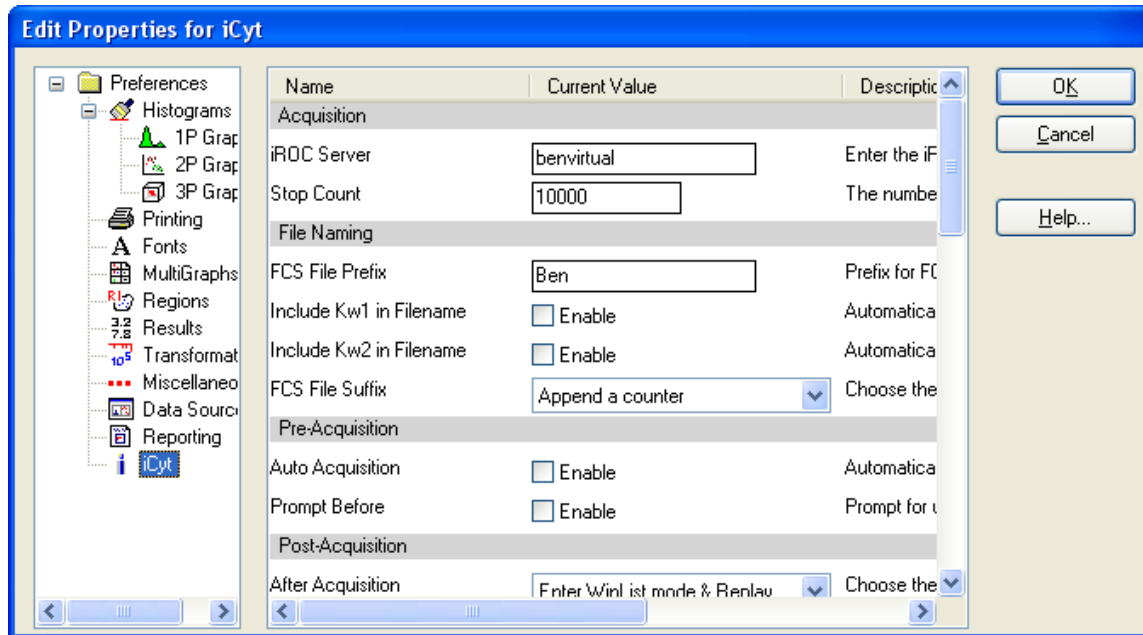 Edit Properties for iCyt
Preferences
Histograms
1P Grap
2P Grap
3P Grap
Printing
Fonts
MultiGraphs
Regions
Results
Transformat
Miscellaneo
Data Sourc
Reporting
iCyt
Name Current Value Descriptic
Acquisition
iROC Server benvirtual Enter the iF
Stop Count 10000 The numbe
File Naming
FCS File Prefix Ben Prefix for FC
Include Kw1 in Filename Enable Automatica
Include Kw2 in Filename Enable Automatica
FCS File Suffix Append a counter Choose the
Pre-Acquisition
Auto Acquisition Enable Automatica
Prompt Before Enable Prompt for u
Post-Acquisition
After Acquisition Enter WinList mode & Replay Choose the
OK
Cancel
Help...